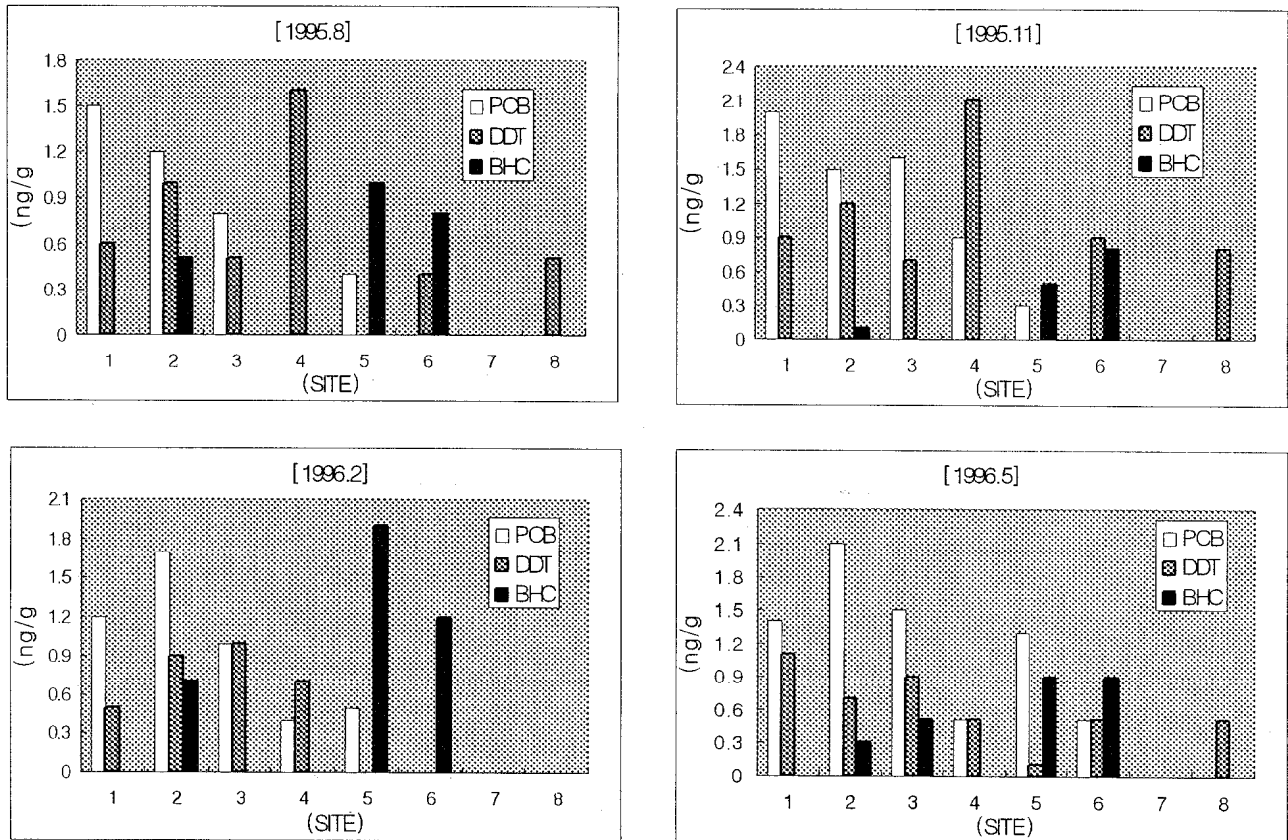 [1995.8]
1.8
1.5
1.2
0.9
0.6
0.3
0
(ng/g
PCB
DDT
BHC
1 2 3 4 5 6 7 8
(SITE)
[1995.11]
2.4
2.1
1.8
1.5
1.2
0.9
0.6
0.3
0
(ng/g
PCB
DDT
BHC
1 2 3 4 5 6 7 8
(SITE)
[1996.2]
2.1
1.8
1.5
1.2
0.9
0.6
0.3
0
(ng/g
PCB
DDT
BHC
1 2 3 4 5 6 7 8
(SITE)
[1996.5]
2.4
2.1
1.8
1.5
1.2
0.9
0.6
0.3
0
(ng/g
PCB
DDT
BHC
1 2 3 4 5 6 7 8
(SITE)